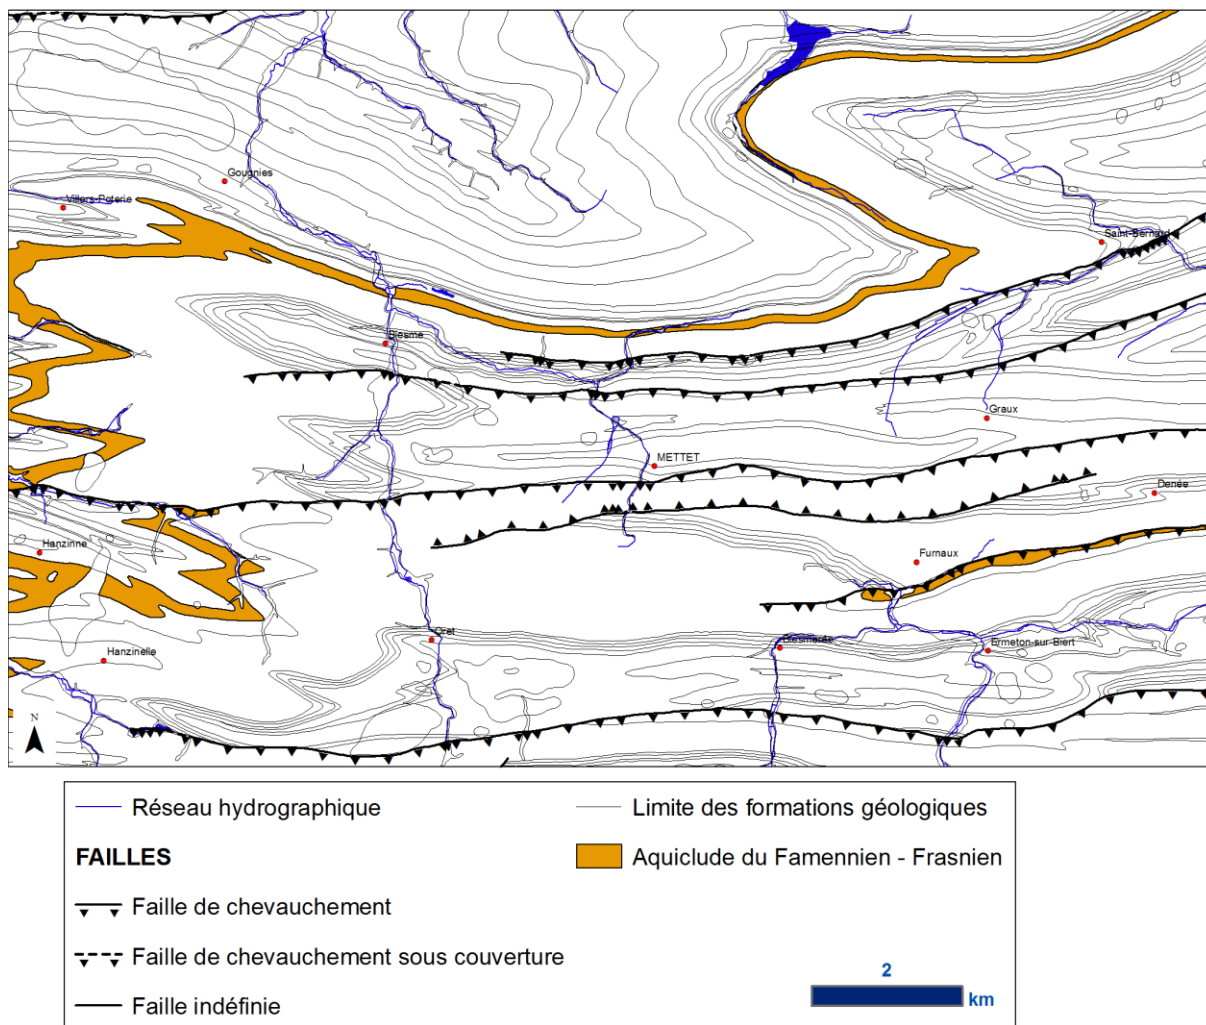 Gougnies
Villers-Poterie
Saint-Bernard
Biesme
Graux
METTET
Denée
Hanzinne
Furnaux
Oret
Biesmerée
Ermeton-sur-Biert
Hanzinelle
N
Réseau hydrographique
Limite des formations géologiques
FAILLES
Aquiclude du Famennien - Frasnien
Faille de chevauchement
Faille de chevauchement sous couverture
Faille indéfinie
2
km